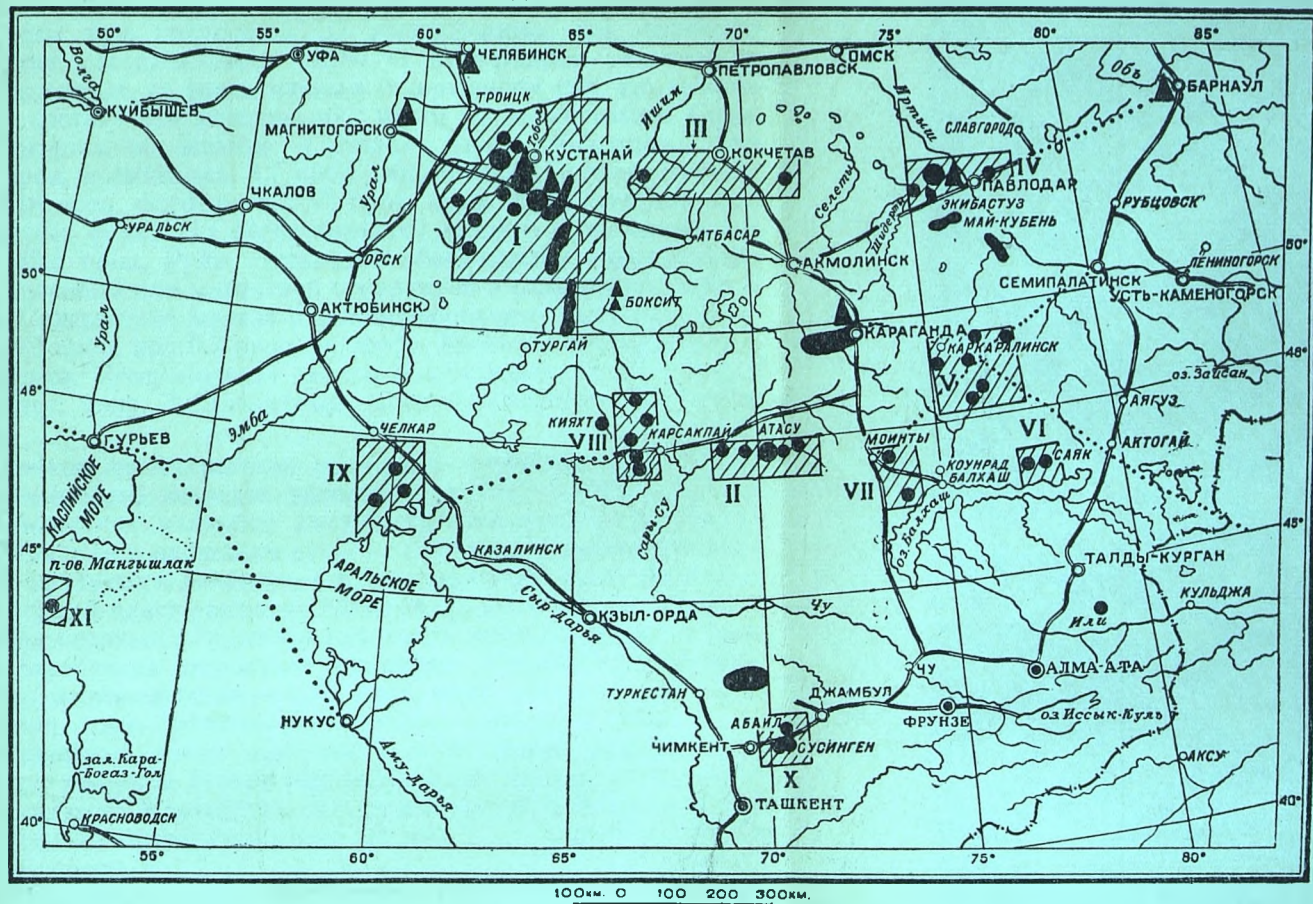 50° 55° 60° 65° 70° 75° 80° 85°
Волга
УФА
ЧЕЛЯБИНСК
ПЕТРОПАВЛОВСК
ОМСК
Обь
БАРНАУЛ
КУЙБЫШЕВ
ТРОИЦК
Ишим
Иртыш
МАГНИТОГОРСК
Тобол
КУСТАНАЙ
III
КОКЧЕТАВ
СЛАВГОРОД
IV
ПАВЛОДАР
ЧКАЛОВ
Урал
Селеты
Шидерты
ЭКИБАСТУЗ
РУБЦОВСК
МАЙ-КУБЕНЬ
УРАЛЬСК
I
АТБАСАР
50°
ЛЕНИНОГОРСК
ОРСК
АКМОЛИНСК
50°
СЕМИПАЛАТИНСК
УСТЬ-КАМЕНОГОРСК
АКТЮБИНСК
БОКСИТ
Урал
КАРАГАНДА
ТУРГАЙ
КАРКАРАЛИНСК
48°
V
оз. Зайсан
48°
АЯГУЗ
Эмба
КИЯХТ
ЧЕЛКАР
VIII
КАРСАКПАЙ
АТАСУ
VI
ГУРЬЕВ
МОИНТЫ
САЯК
АКТОГАЙ
КОУНРАД
БАЛХАШ
IX
II
VII
КАСПИЙСКОЕ
МОРЕ
Сарысу
оз. Балхаш
45°
45°
КАЗАЛИНСК
п-ов. Мангышлак
ТАЛДЫ-КУРГАН
АРАЛЬСКОЕ
МОРЕ
КУЛЬДЖА
Сыр-Дарья
Чу
XI
КЗЫЛ-ОРДА
Или
ЧУ
АЛМА-АТА
ТУРКЕСТАН
ДЖАМБУЛ
НУКУС
АБАИЛ
ФРУНЗЕ
оз. Иссык-Куль
ЧИМКЕНТ
СУСИНГЕН
зал. Кара-
-Богаз-Гол
АКСУ
Аму-Дарья
X
ТАШКЕНТ
40°
40°
КРАСНОВОДСК
55° 60° 65° 70° 75° 80°
100км. 0 100 200 300км.